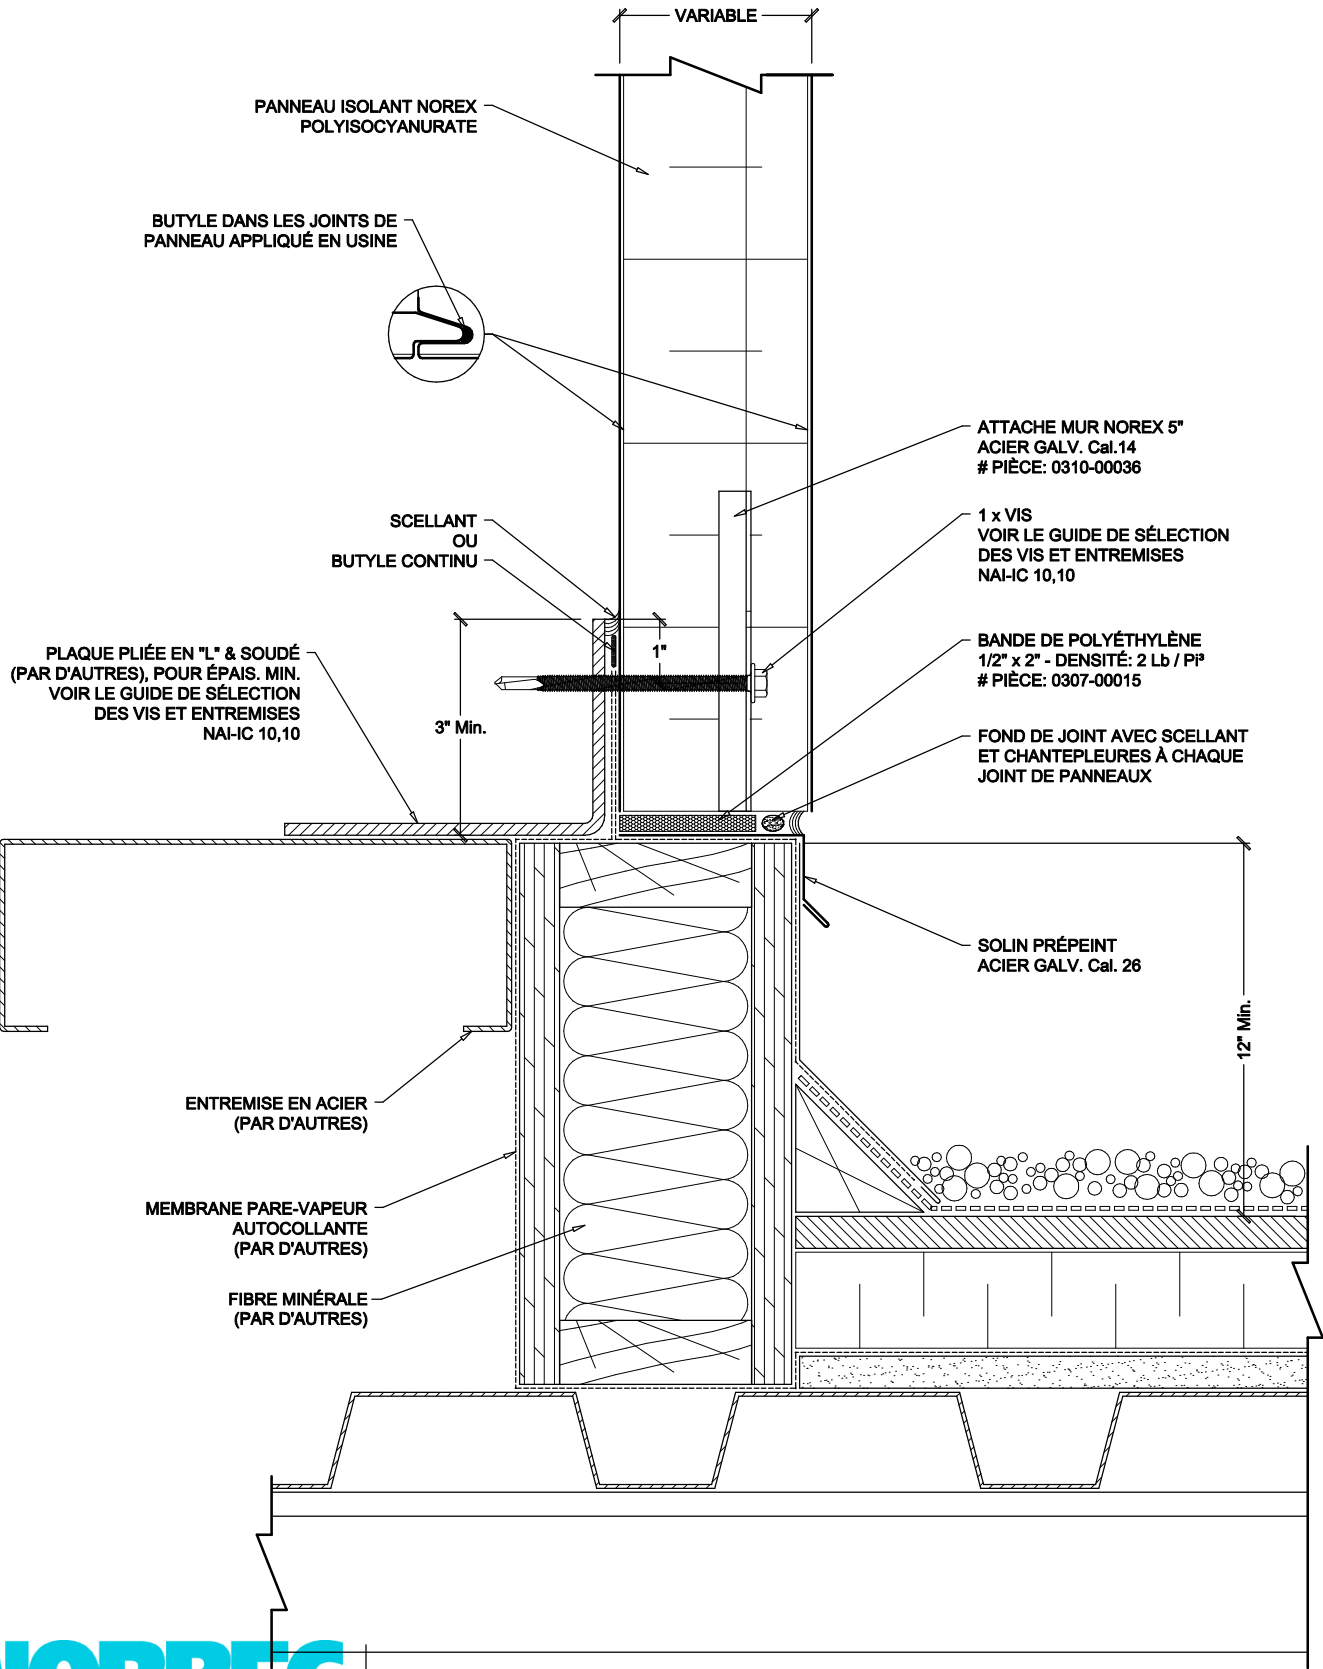 VARIABLE
PANNEAU ISOLANT NOREX
POLYISOCYANURATE
BUTYLE DANS LES JOINTS DE
PANNEAU APPLIQUÉ EN USINE
ATTACHE MUR NOREX 5"
ACIER GALV. Cal.14
# PIÈCE: 0310-00036
SCELLANT
OU
BUTYLE CONTINU
1 x VIS
VOIR LE GUIDE DE SÉLECTION
DES VIS ET ENTREMISES
NAI-IC 10,10
1"
PLAQUE PLIÉE EN "L" & SOUDÉ
(PAR D'AUTRES), POUR ÉPAIS. MIN.
VOIR LE GUIDE DE SÉLECTION
DES VIS ET ENTREMISES
NAI-IC 10,10
3" Min.
BANDE DE POLYÉTHYLÈNE
1/2" x 2" - DENSITÉ: 2 Lb / Pi³
# PIÈCE: 0307-00015
FOND DE JOINT AVEC SCELLANT
ET CHANTEPLEURES À CHAQUE
JOINT DE PANNEAUX
SOLIN PRÉPEINT
ACIER GALV. Cal. 26
12" Min.
ENTREMISE EN ACIER
(PAR D'AUTRES)
MEMBRANE PARE-VAPEUR
AUTOCOLLANTE
(PAR D'AUTRES)
FIBRE MINÉRALE
(PAR D'AUTRES)